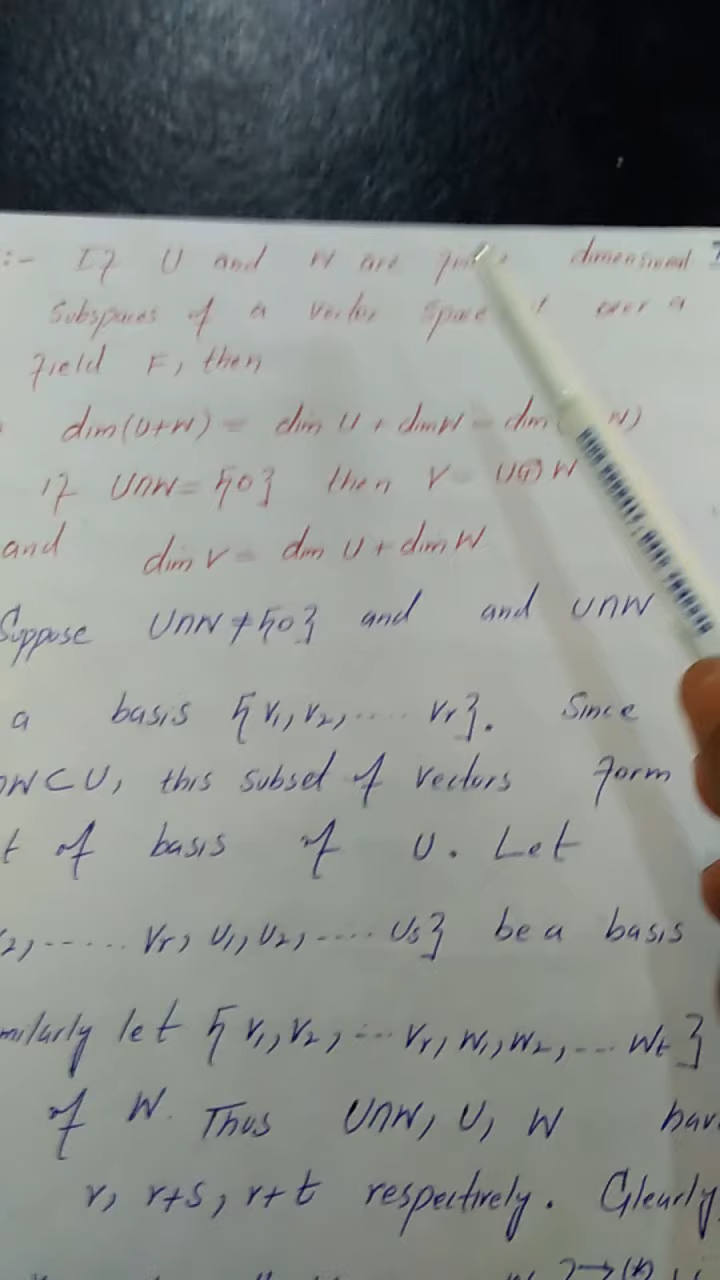 :- If U and W are dimensional
Subspaces of a vector space over a
field F, then
dim(U+W) = dim U + dim W - dim W)
if U∩W = {0} then V = U⊕W
and dim V = dim U + dim W
Suppose U∩W ≠ {0} and and U∩W
a basis {v1, v2, .... vr}. Since
∩W⊂U, this subset of vectors form
t of basis of U. Let
2, ...... vr, u1, u2, .... us} be a basis
milarly let {v1, v2, ... vr, w1, w2, ... wt}
of W. Thus U∩W, U, W hav
r, r+s, r+t respectively. Clearly,